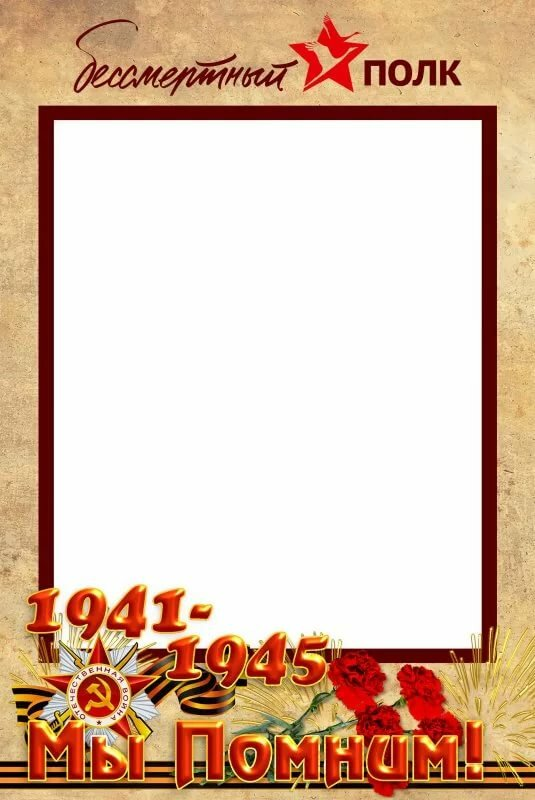 бессмертный ПОЛК
1941-
1945
ОТЕЧЕСТВЕННАЯ ВОЙНА
Мы Помним!